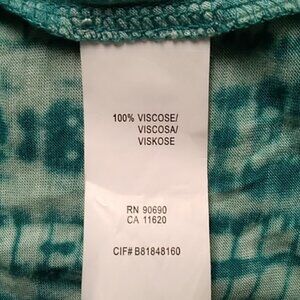 100% VISCOSE/
VISCOSA/
VISKOSE
RN 90690
CA 11620
CIF# B81848160